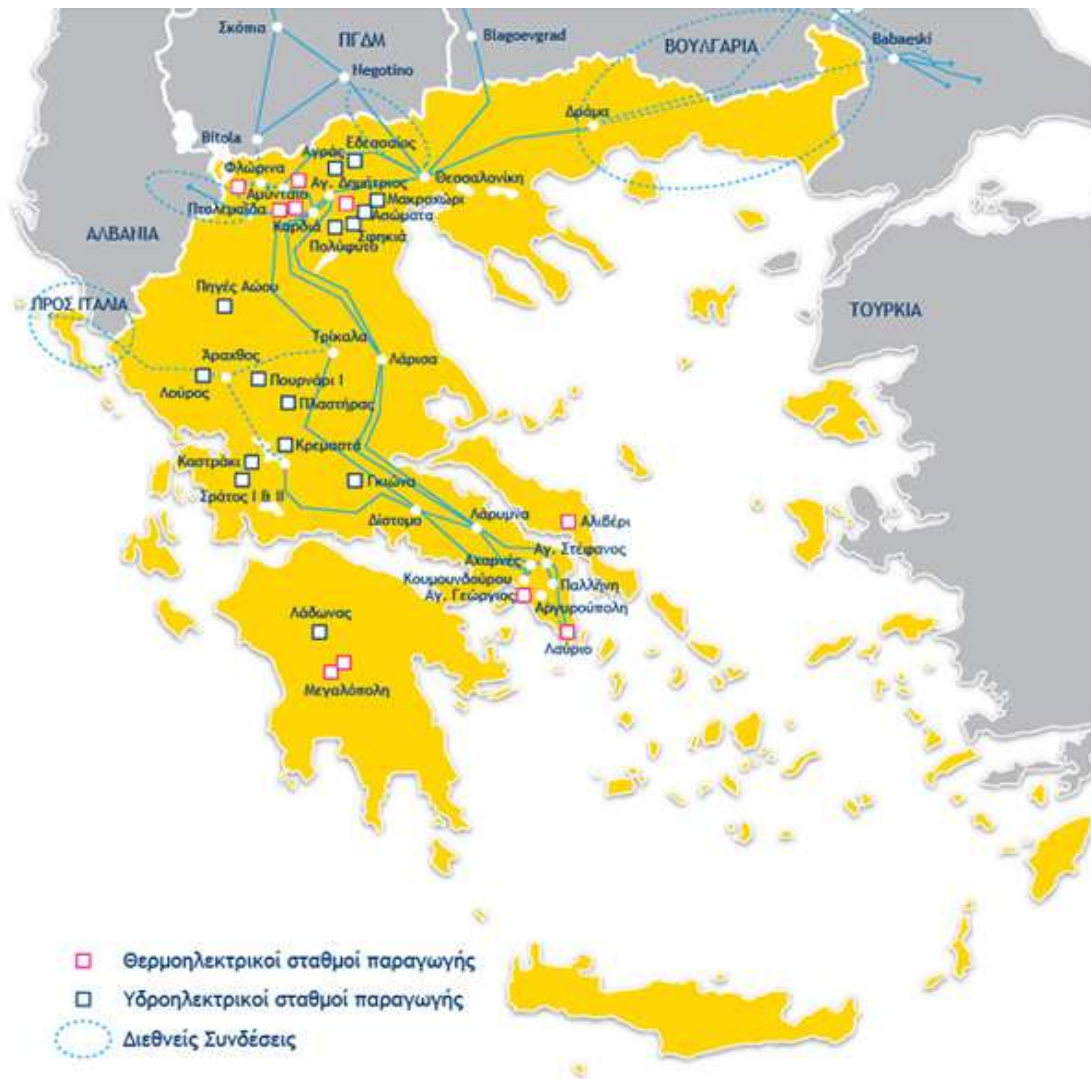 Σκόπια
ΠΓΔΜ
Blagoevgrad
ΒΟΥΛΓΑΡΙΑ
Babaeski
Negotino
Δράμα
Bitola
Εδεσσαίος
Αγράς
Φλώρινα
Θεσσαλονίκη
Αγ. Δημήτριος
Αμύνταιο
Μακροχώρι
Πτολεμαΐδα
Ασώματα
Καρδιά
Σφηκιά
Πολύφυτο
ΑΛΒΑΝΙΑ
Πηγές Αώου
ΠΡΟΣ ΙΤΑΛΙΑ
ΤΟΥΡΚΙΑ
Τρίκαλα
Λάρισα
Άραχθος
Πουρνάρι Ι
Λούρος
Πλαστήρας
Κρεμαστά
Καστράκι
Γκιώνα
Σράτος Ι & ΙΙ
Δίστομο
Λάρυμνα
Αλιβέρι
Αγ. Στέφανος
Αχαρνές
Κουμουνδούρου
Παλλήνη
Αγ. Γεώργιος
Αργυρούπολη
Λαύριο
Λάδωνας
Μεγαλόπολη
Θερμοηλεκτρικοί σταθμοί παραγωγής
Υδροηλεκτρικοί σταθμοί παραγωγής
Διεθνείς Συνδέσεις